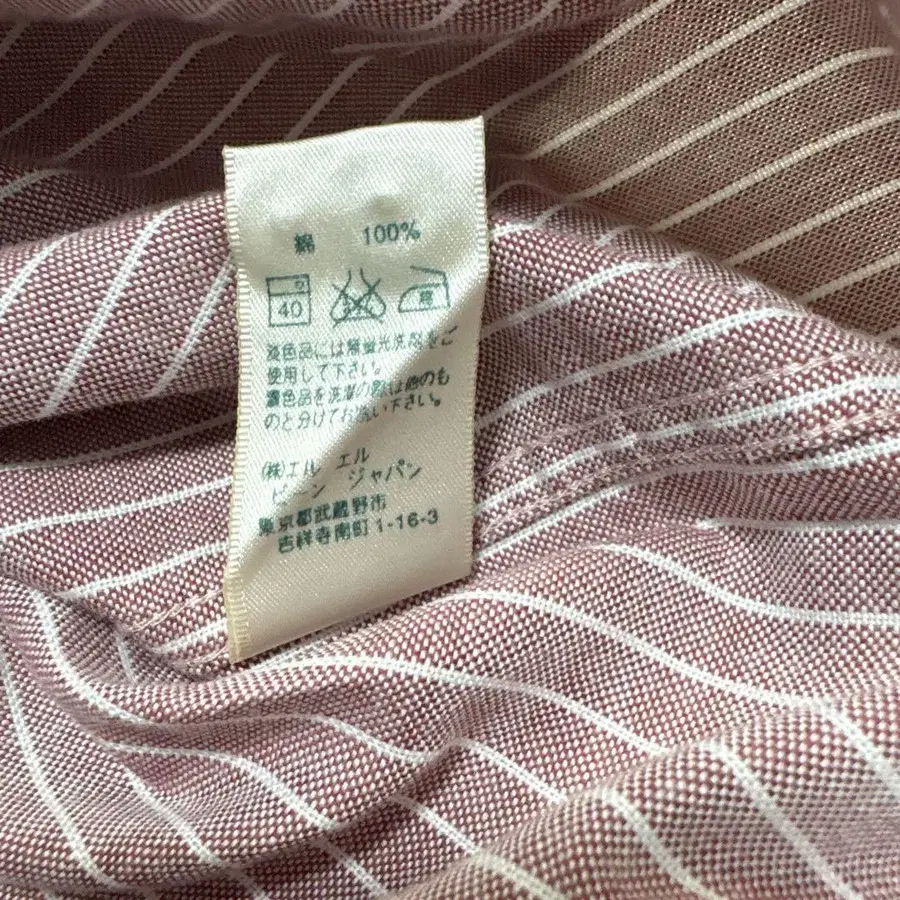 綿 100%
40
淡色品には無蛍光洗剤をご
使用して下さい。
濃色品を洗濯の際は他のも
のと分けてお洗い下さい。
(株)エル エル
ビーン ジャパン
東京都武蔵野市
吉祥寺南町1-16-3